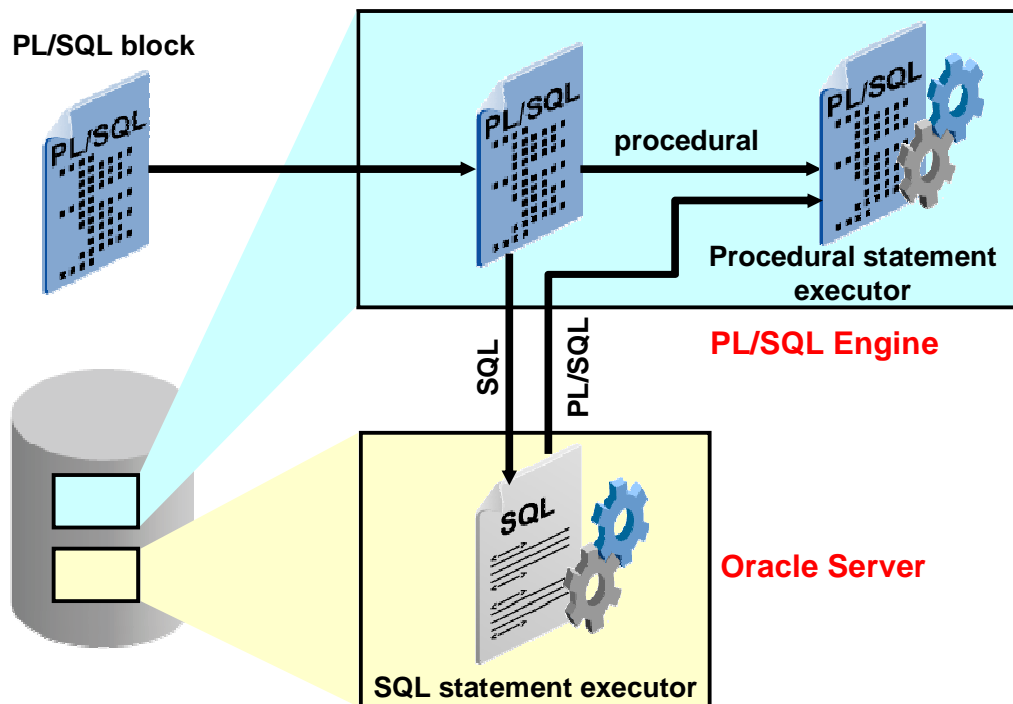 PL/SQL block
PL/SQL
PL/SQL
procedural
PL/SQL
Procedural statement
executor
PL/SQL Engine
SQL
PL/SQL
SQL
Oracle Server
SQL statement executor